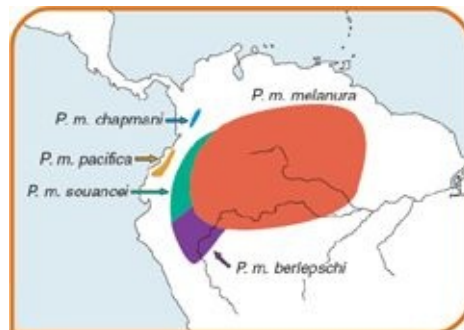 P. m. melanura
P. m. chapmani
P. m. pacifica
P. m. souancei
P. m. berlepschi